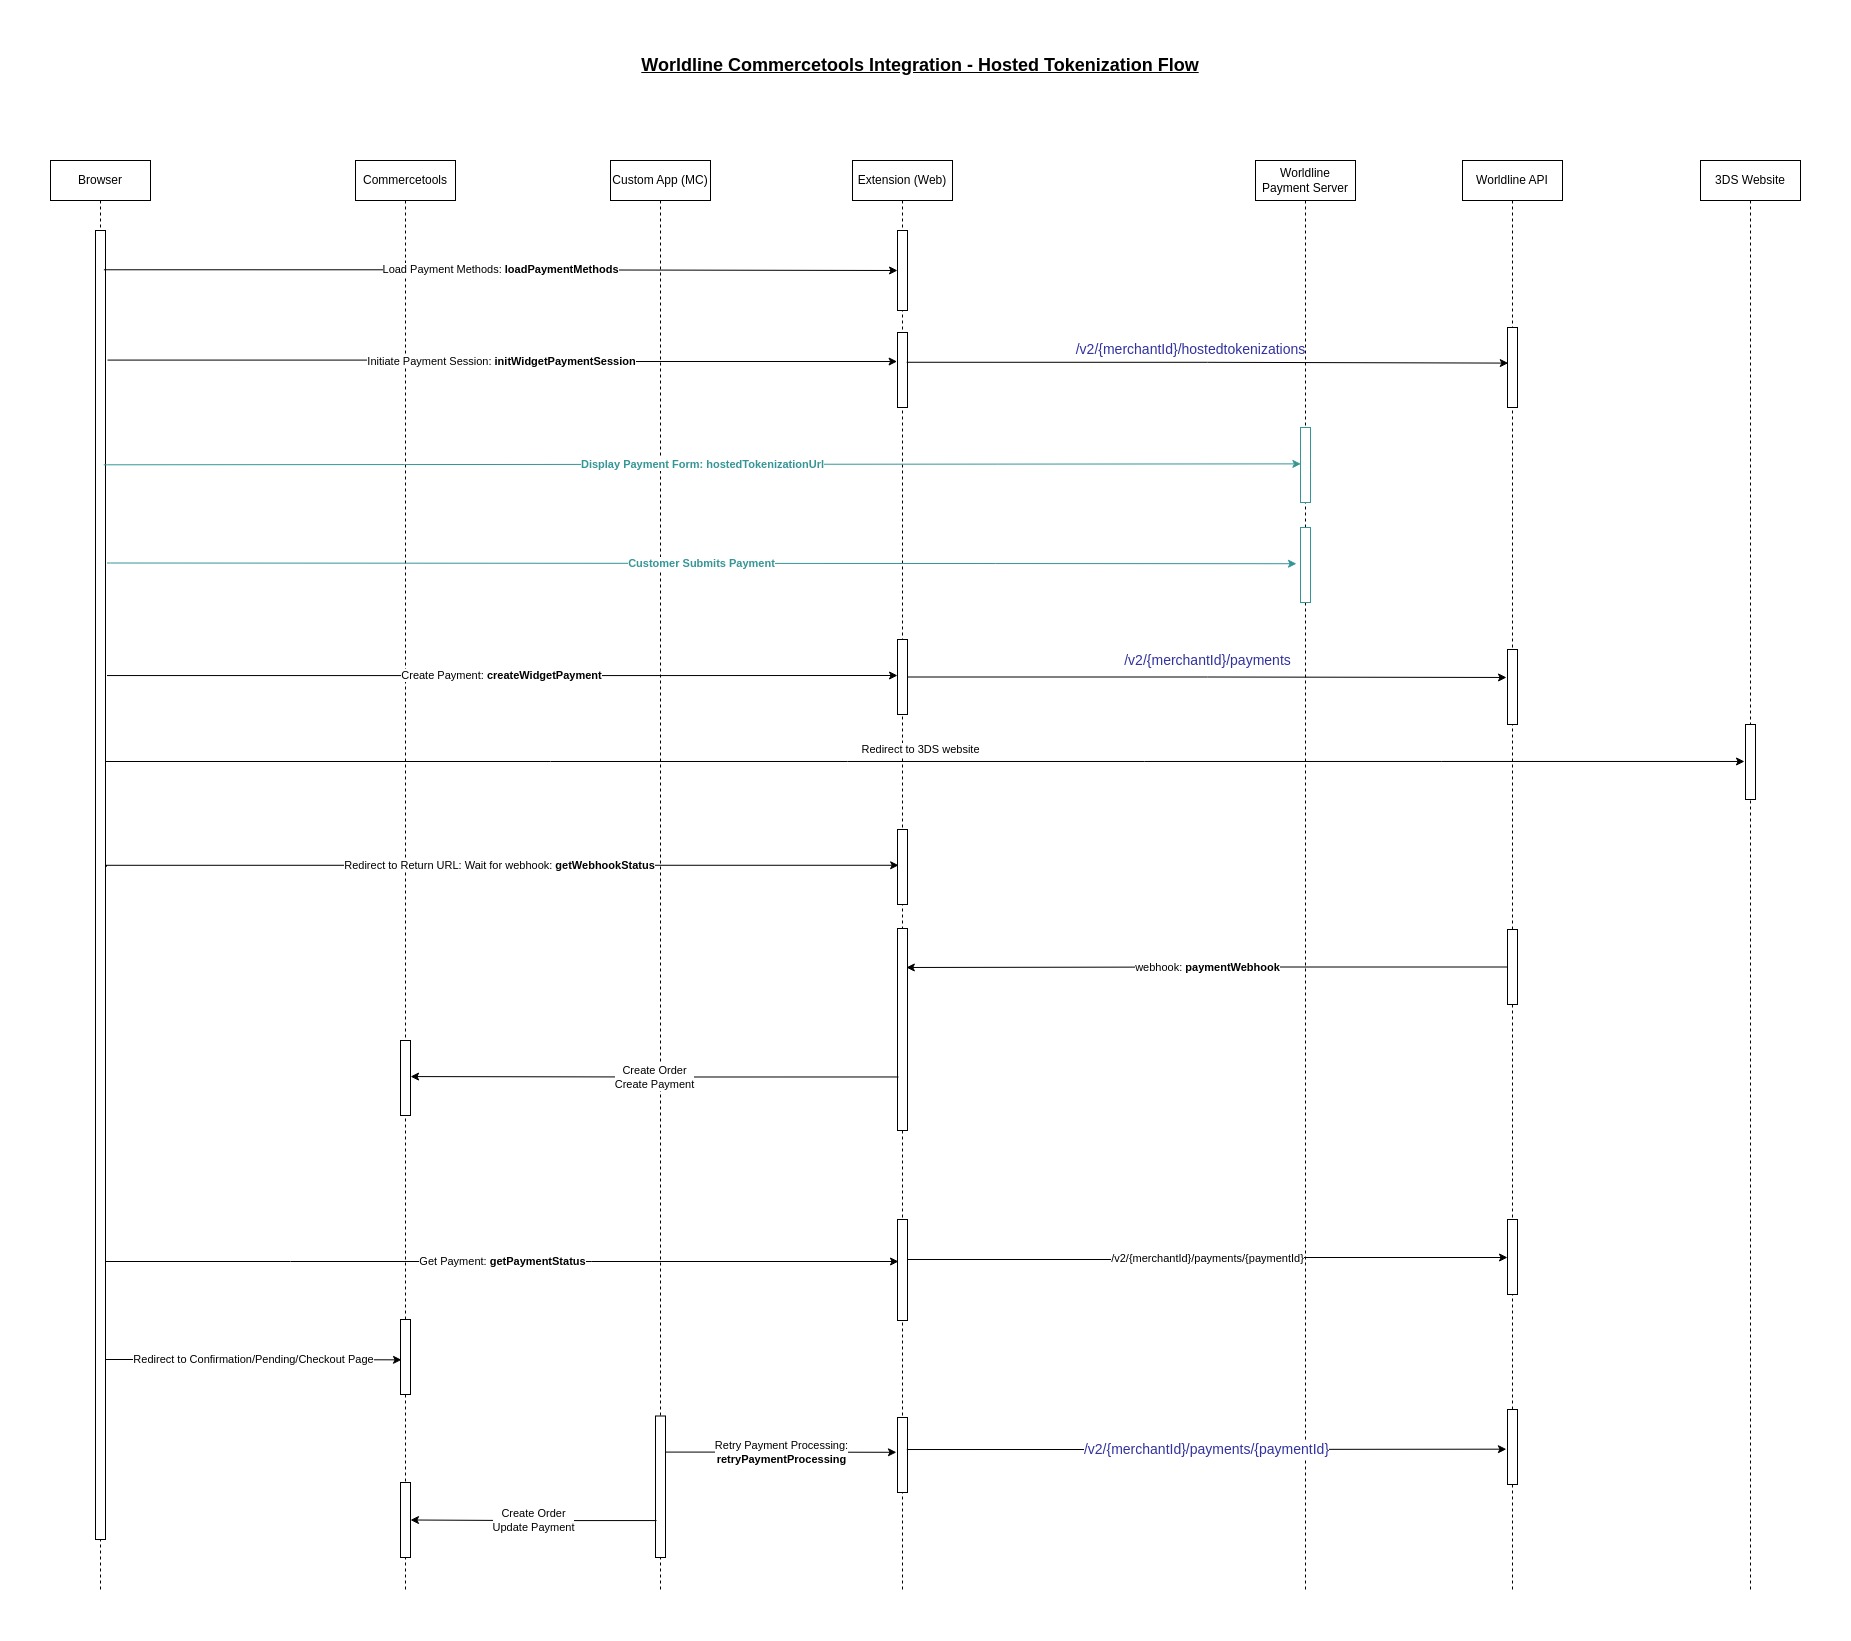 Worldline Commercetools Integration - Hosted Tokenization Flow
Browser
Commercetools
Custom App (MC)
Extension (Web)
Worldline
Payment Server
Worldline API
3DS Website
Load Payment Methods: loadPaymentMethods
Initiate Payment Session: initWidgetPaymentSession
/v2/{merchantId}/hostedtokenizations
Display Payment Form: hostedTokenizationUrl
Customer Submits Payment
Create Payment: createWidgetPayment
/v2/{merchantId}/payments
Redirect to 3DS website
Redirect to Return URL: Wait for webhook: getWebhookStatus
webhook: paymentWebhook
Create Order
Create Payment
Get Payment: getPaymentStatus
/v2/{merchantId}/payments/{paymentId}
Redirect to Confirmation/Pending/Checkout Page
Retry Payment Processing:
retryPaymentProcessing
/v2/{merchantId}/payments/{paymentId}
Create Order
Update Payment